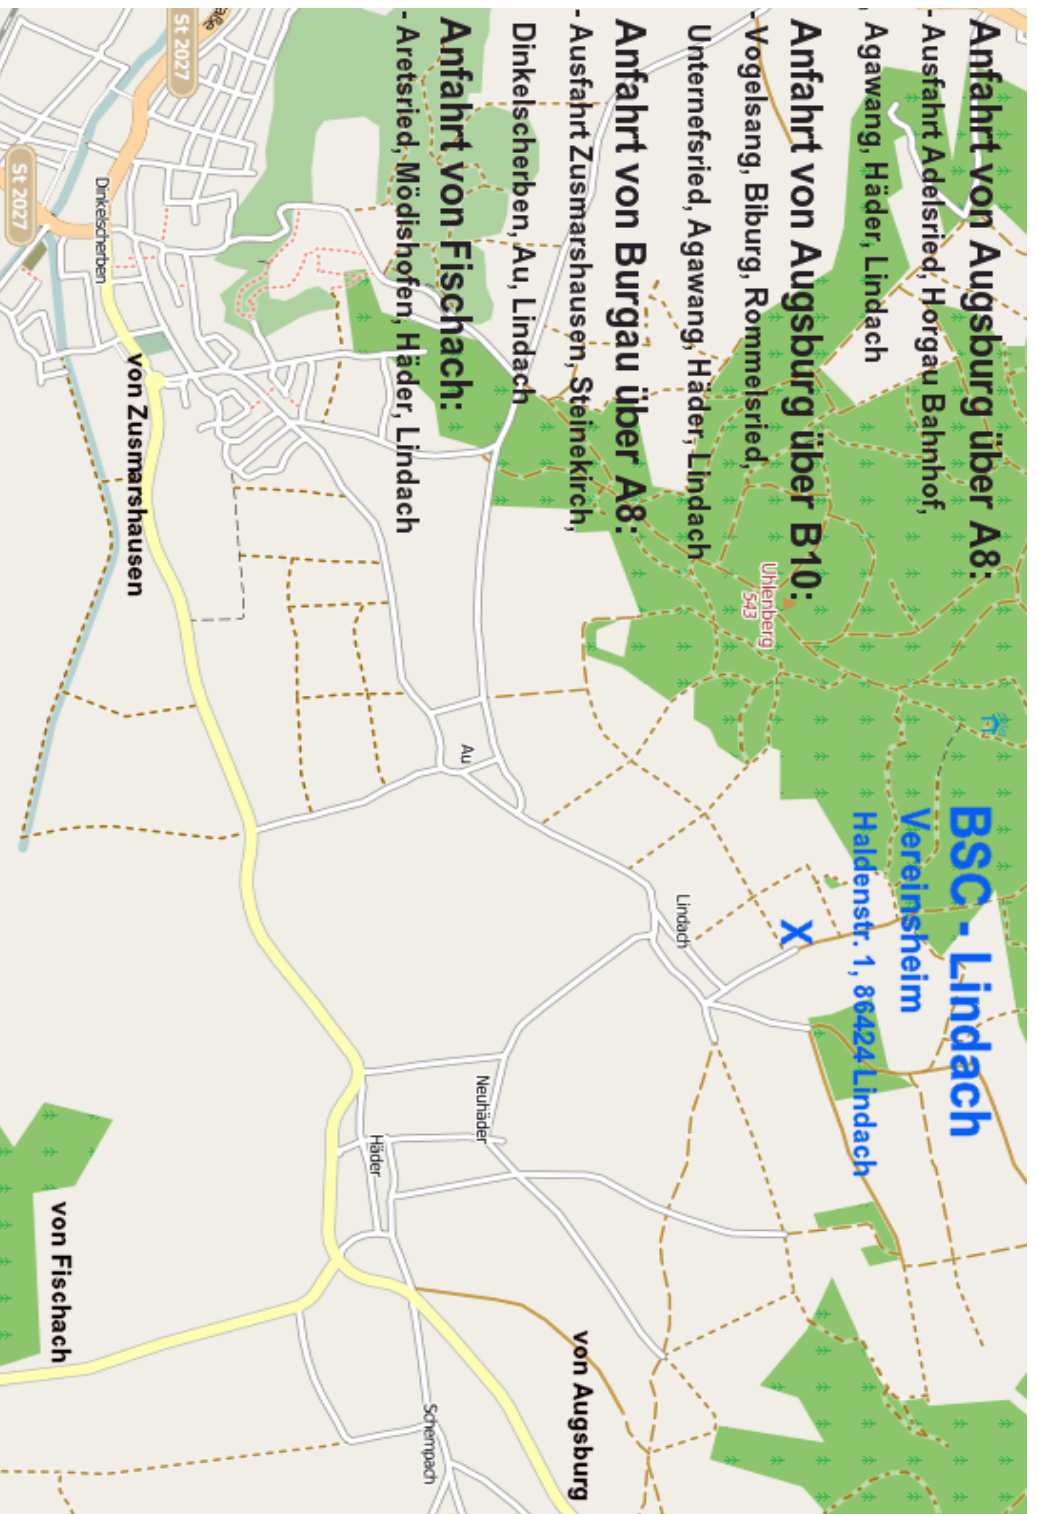 Anfahrt von Augsburg über A8:
- Ausfahrt Adelsried, Horgau Bahnhof,
Agawang, Häder, Lindach
Anfahrt von Augsburg über B10:
- Vogelsang, Biburg, Rommelsried,
Unternefsried, Agawang, Häder, Lindach
Anfahrt von Burgau über A8:
- Ausfahrt Zusmarshausen, Steinekirch,
Dinkelscherben, Au, Lindach
Anfahrt von Fischach:
- Aretsried, Mödishofen, Häder, Lindach
BSC - Lindach
Vereinsheim
Haldenstr. 1, 86424 Lindach
X
Uhlenberg
543
Lindach
Au
Neuhäder
Häder
Schempach
von Augsburg
von Fischach
von Zusmarshausen
Dinkelscherben
St 2027
St 2027